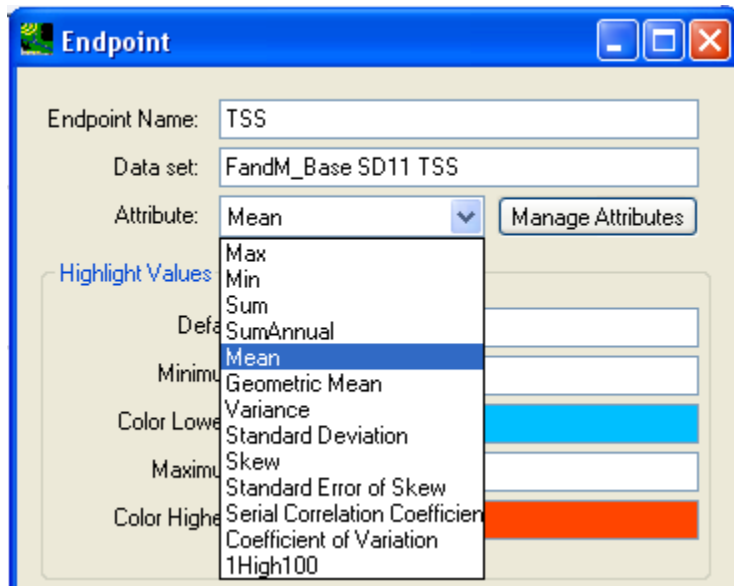 Endpoint
Endpoint Name: TSS
Data set: FandM_Base SD11 TSS
Attribute: Mean Manage Attributes
Max
Highlight Values
Min
Sum
Defa
SumAnnual
Mean
Minimu
Geometric Mean
Variance
Color Lowe
Standard Deviation
Skew
Maximu
Standard Error of Skew
Color Highe
Serial Correlation Coefficien
Coefficient of Variation
1High100